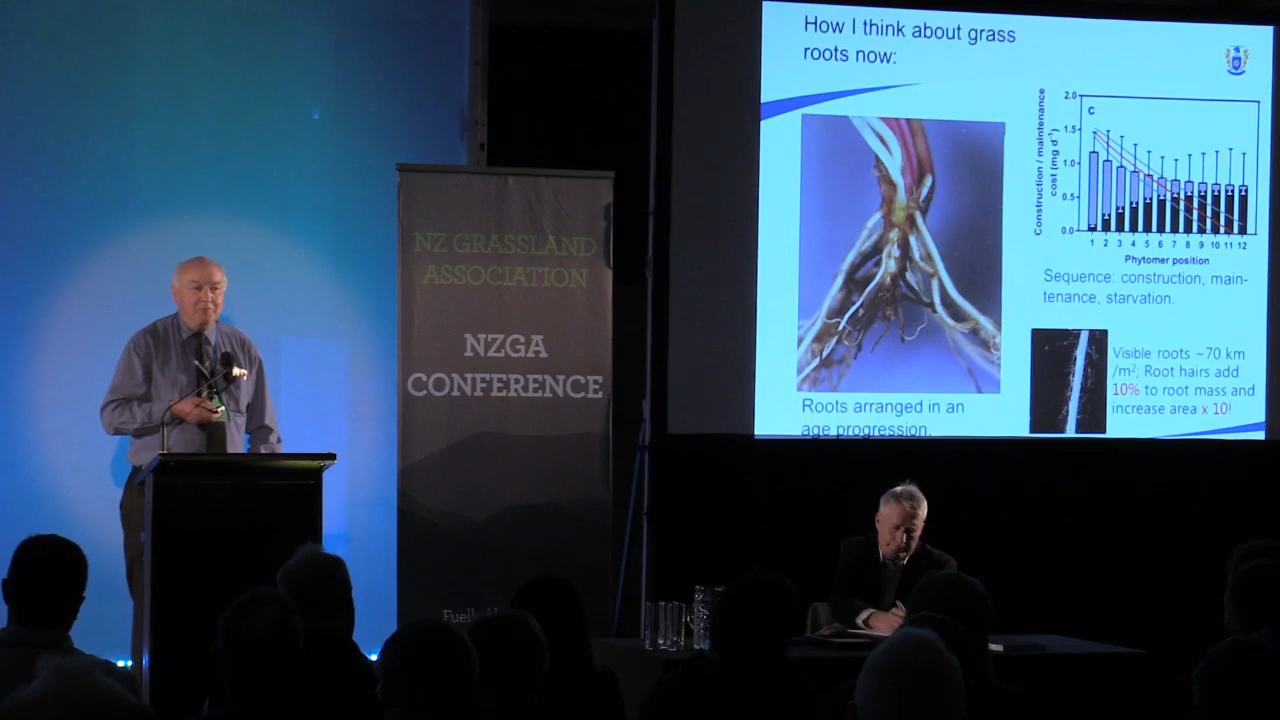 NZ GRASSLAND
ASSOCIATION
NZGA
CONFERENCE
How I think about grass
roots now:
Roots arranged in an
age progression.
Construction / maintenance
cost (mg d⁻¹)
C
2.0
1.5
1.0
0.5
0.0
1 2 3 4 5 6 7 8 9 10 11 12
Phytomer position
Sequence: construction, main-
tenance, starvation.
Visible roots ~70 km
/m²; Root hairs add
10% to root mass and
increase area x 10!